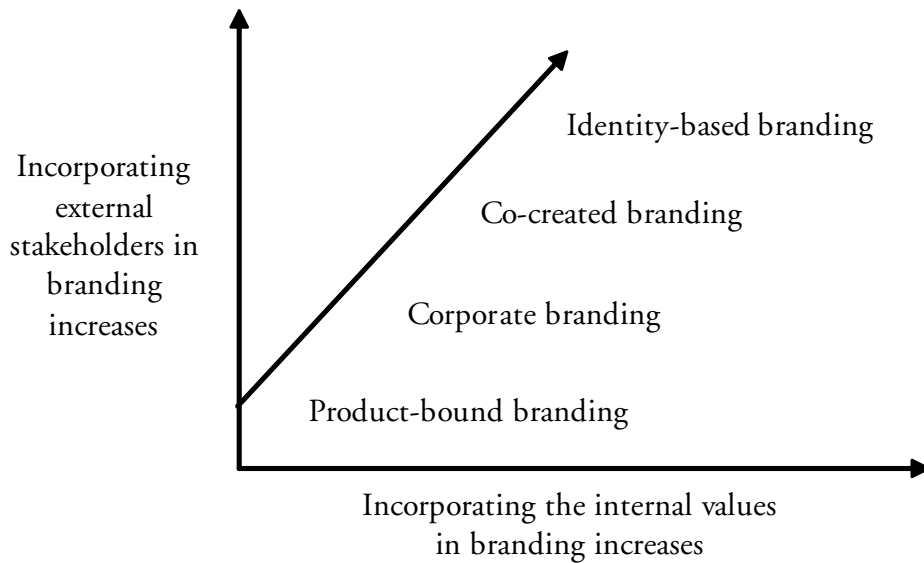 Identity-based branding
Incorporating
external
stakeholders in
branding
increases
Co-created branding
Corporate branding
Product-bound branding
Incorporating the internal values
in branding increases